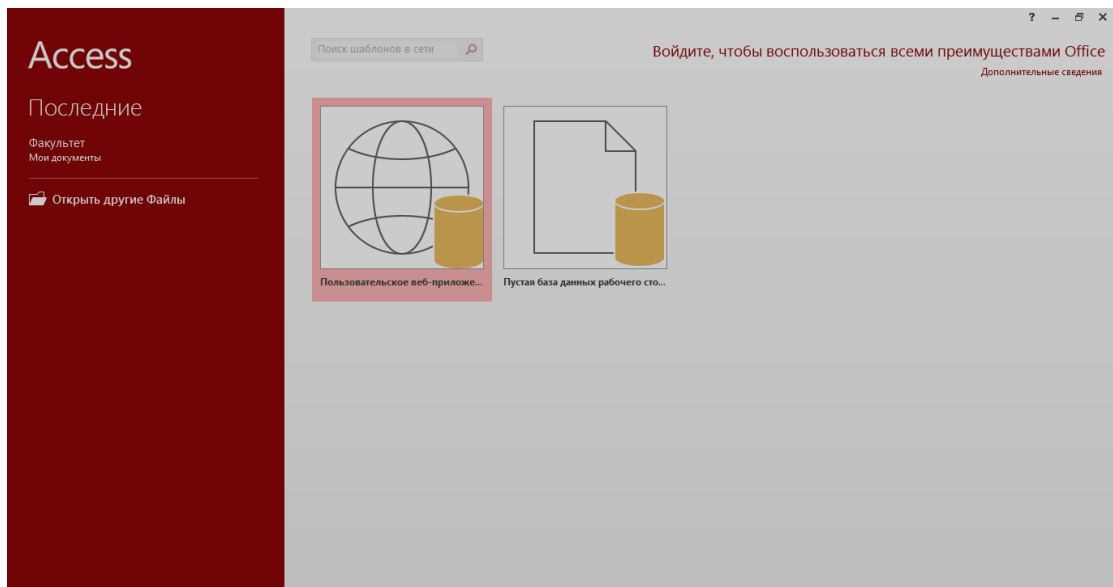 Access
Последние
Факультет
Мои документы
Открыть другие Файлы
?
Поиск шаблонов в сети
Войдите, чтобы воспользоваться всеми преимуществами Office
Дополнительные сведения
Пользовательское веб-приложе...
Пустая база данных рабочего сто...